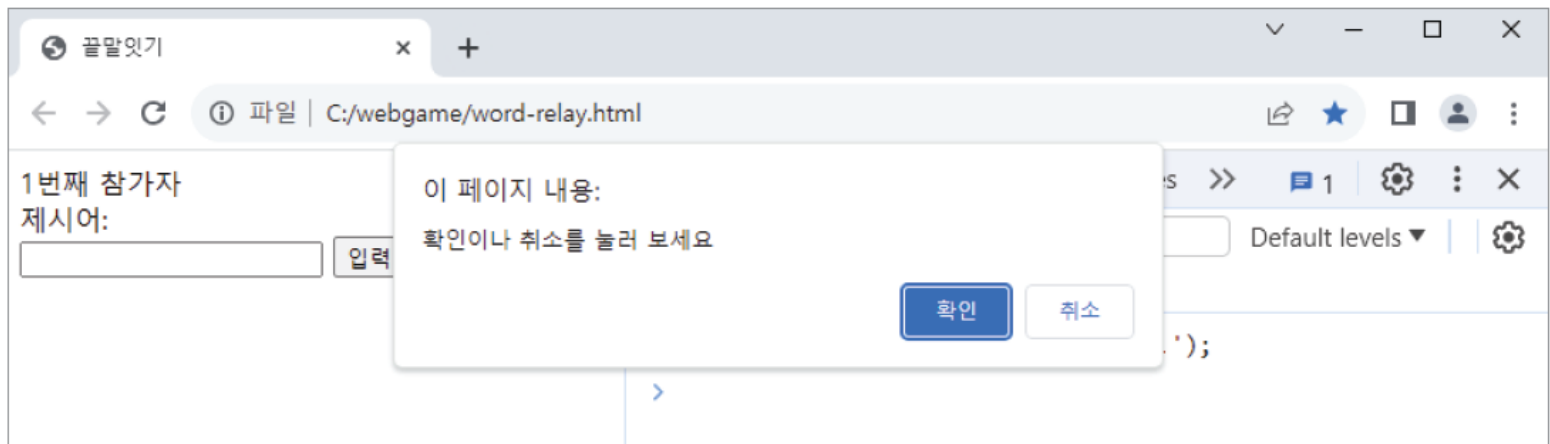 끝말잇기
파일 | C:/webgame/word-relay.html
1번째 참가자
제시어:
입력
이 페이지 내용:
확인이나 취소를 눌러 보세요
확인
취소
1
Default levels ▼
');
>